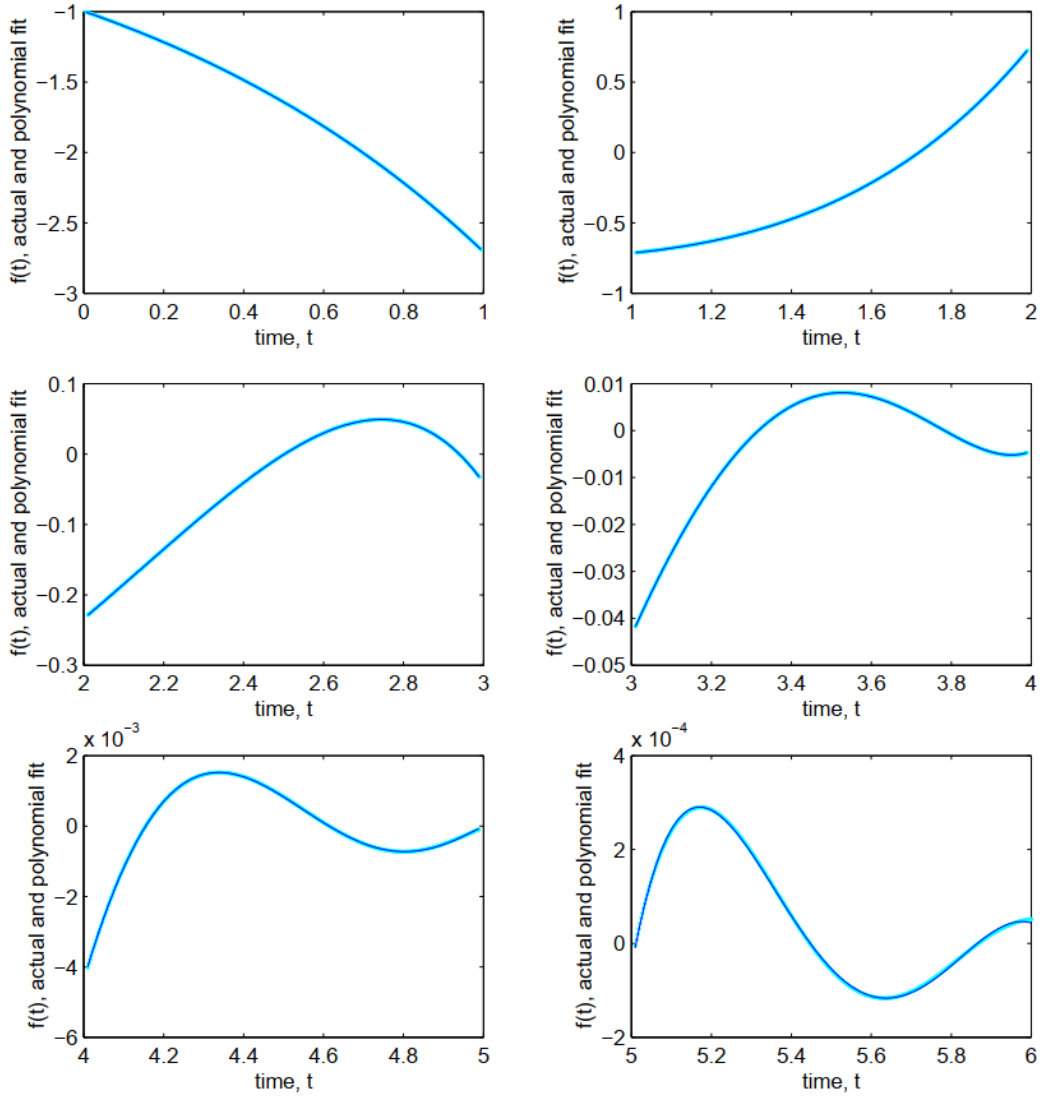 f(t), actual and polynomial fit
−1
−1.5
−2
−2.5
−3
0 0.2 0.4 0.6 0.8 1
time, t
f(t), actual and polynomial fit
1
0.5
0
−0.5
−1
1 1.2 1.4 1.6 1.8 2
time, t
f(t), actual and polynomial fit
0.1
0
−0.1
−0.2
−0.3
2 2.2 2.4 2.6 2.8 3
time, t
f(t), actual and polynomial fit
0.01
0
−0.01
−0.02
−0.03
−0.04
−0.05
3 3.2 3.4 3.6 3.8 4
time, t
x 10⁻³
f(t), actual and polynomial fit
2
0
−2
−4
−6
4 4.2 4.4 4.6 4.8 5
time, t
x 10⁻⁴
f(t), actual and polynomial fit
4
2
0
−2
5 5.2 5.4 5.6 5.8 6
time, t